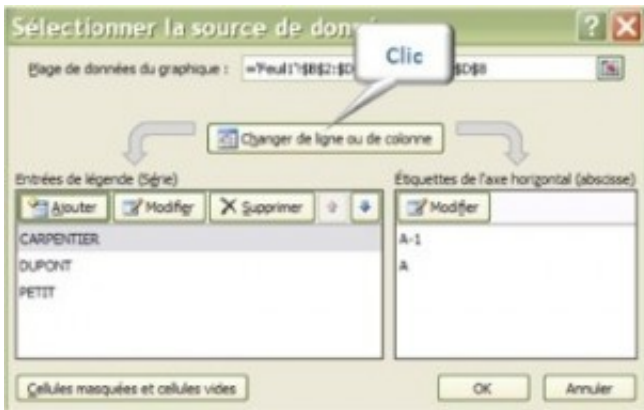 Sélectionner la source de donné
Clic
Plage de données du graphique : ='Feuil1'!$B$2:$D $D$8
Changer de ligne ou de colonne
Entrées de légende (Série)
Étiquettes de l'axe horizontal (abscisse)
Ajouter Modifier Supprimer
Modifier
CARPENTIER
A-1
DUPONT
A
PETIT
Cellules masquées et cellules vides
OK Annuler